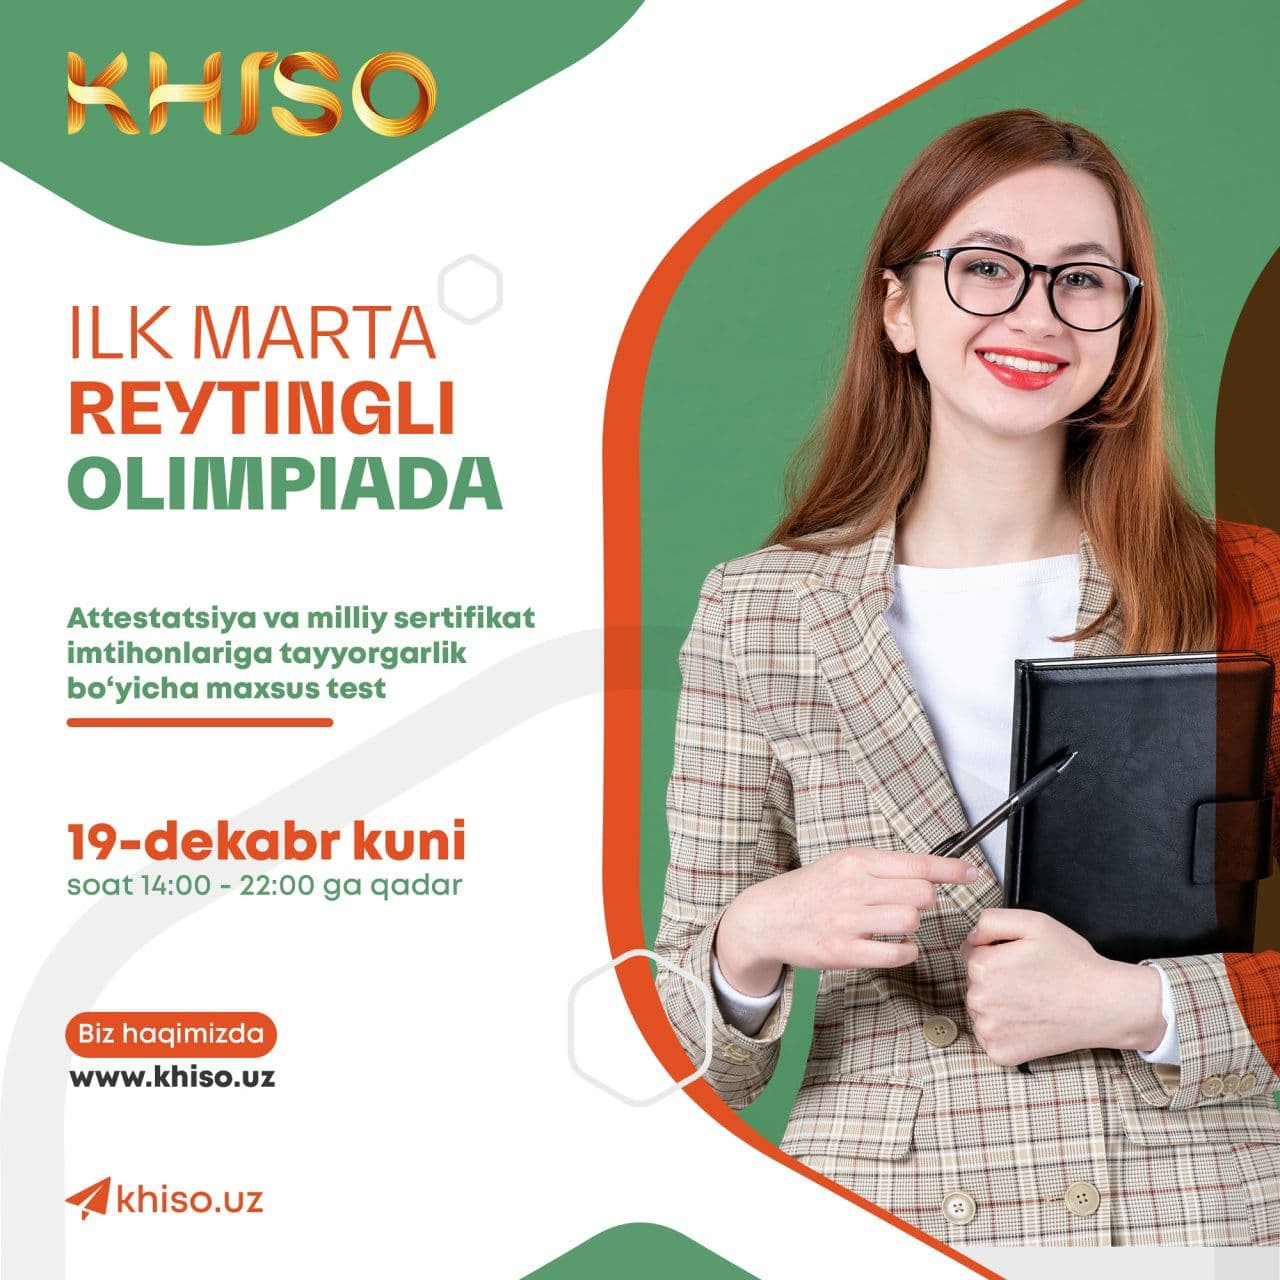 KHISO
ILK MARTA
REYTINGLI
OLIMPIADA
Attestatsiya va milliy sertifikat
imtihonlariga tayyorgarlik
bo‘yicha maxsus test
19-dekabr kuni
soat 14:00 - 22:00 ga qadar
Biz haqimizda
www.khiso.uz
khiso.uz